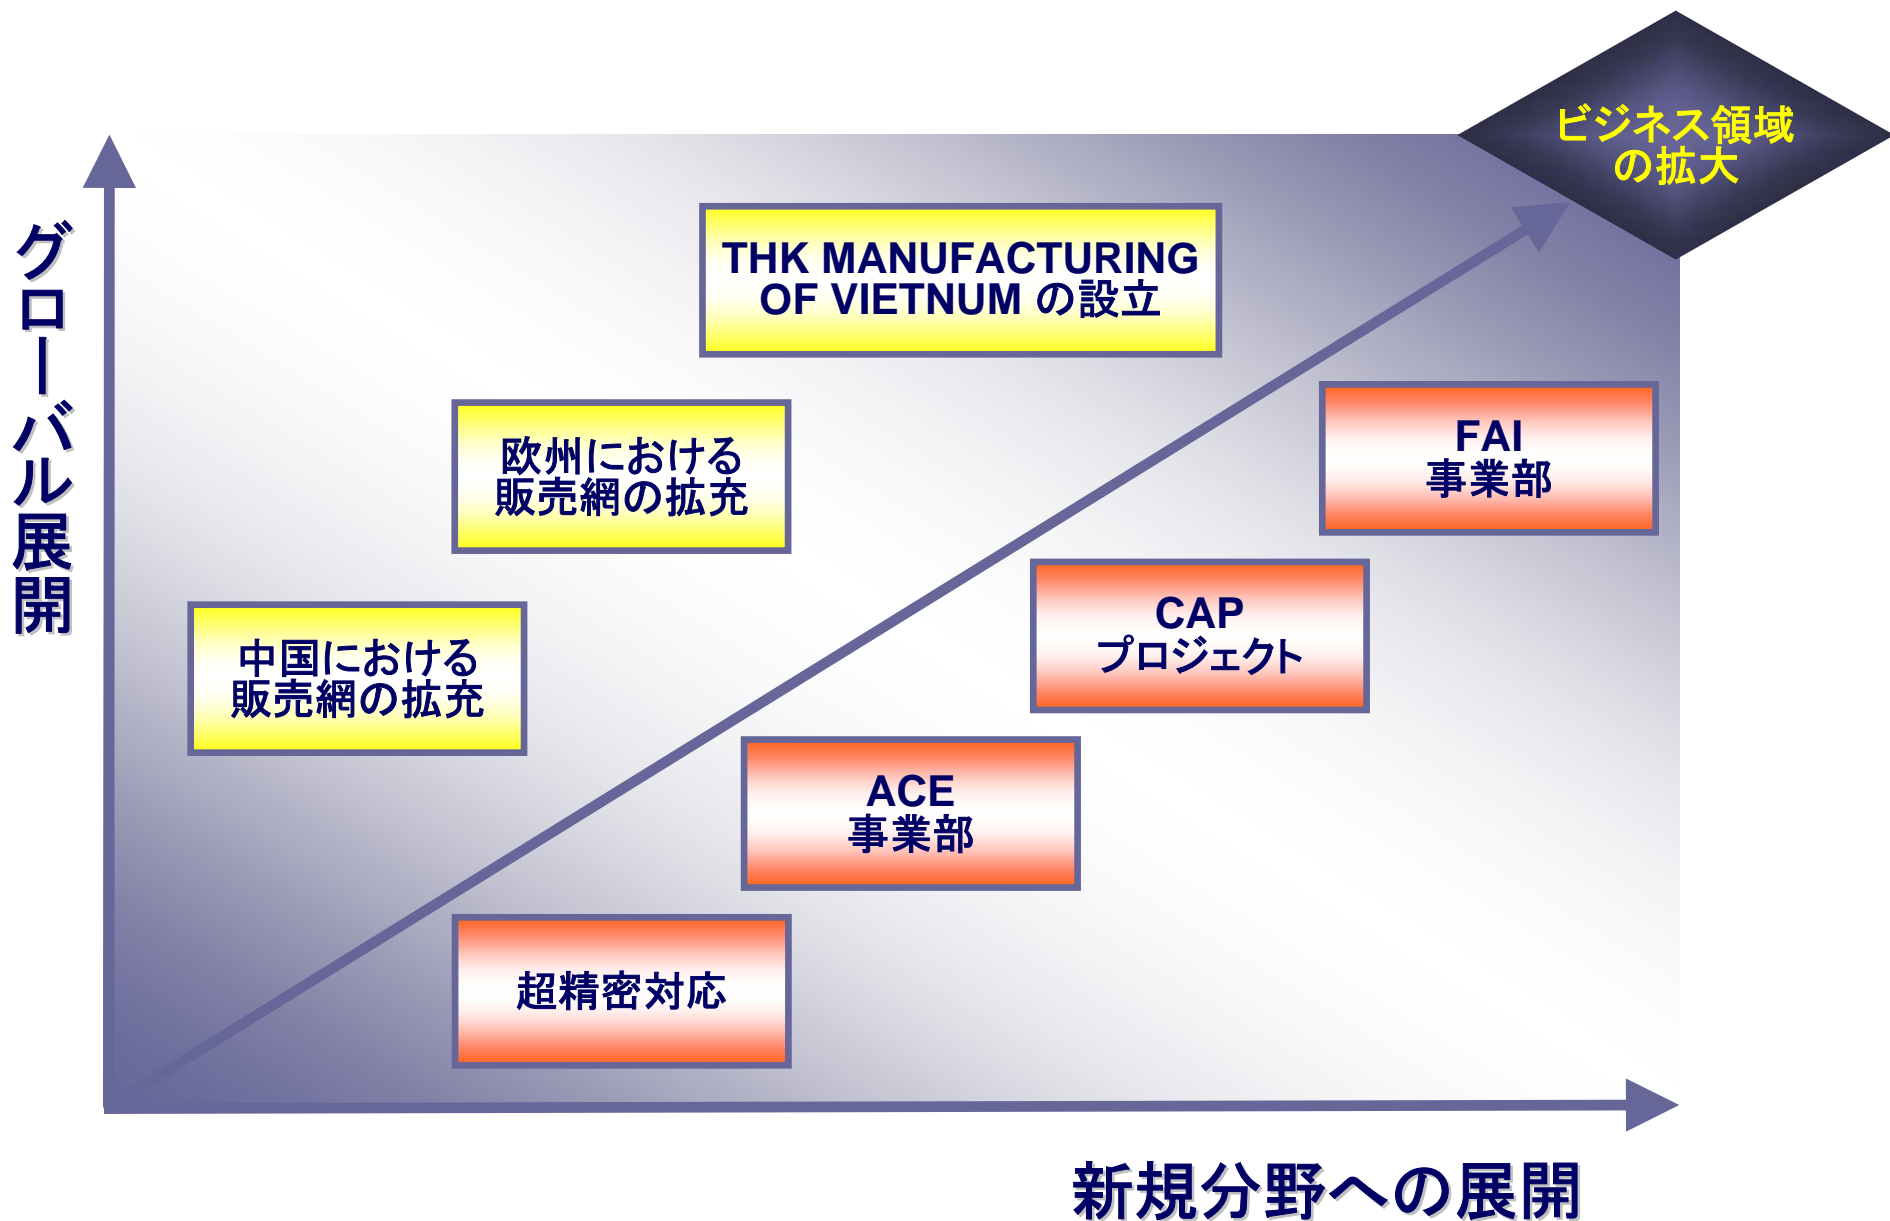 ビジネス領域
の拡大
グローバル展開
THK MANUFACTURING
OF VIETNUM の設立
欧州における
販売網の拡充
中国における
販売網の拡充
FAI
事業部
CAP
プロジェクト
ACE
事業部
超精密対応
新規分野への展開